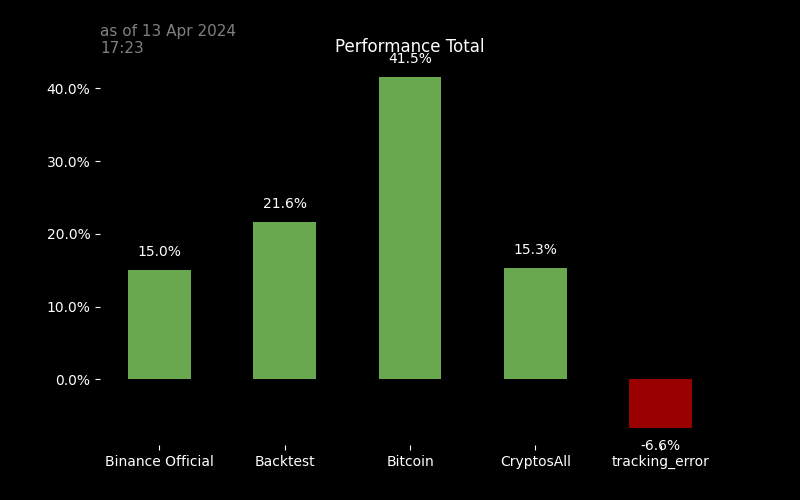 as of 13 Apr 2024
17:23
Performance Total
41.5%
40.0%
30.0%
21.6%
20.0%
15.0%
15.3%
10.0%
0.0%
-6.6%
Binance Official
Backtest
Bitcoin
CryptosAll
tracking_error